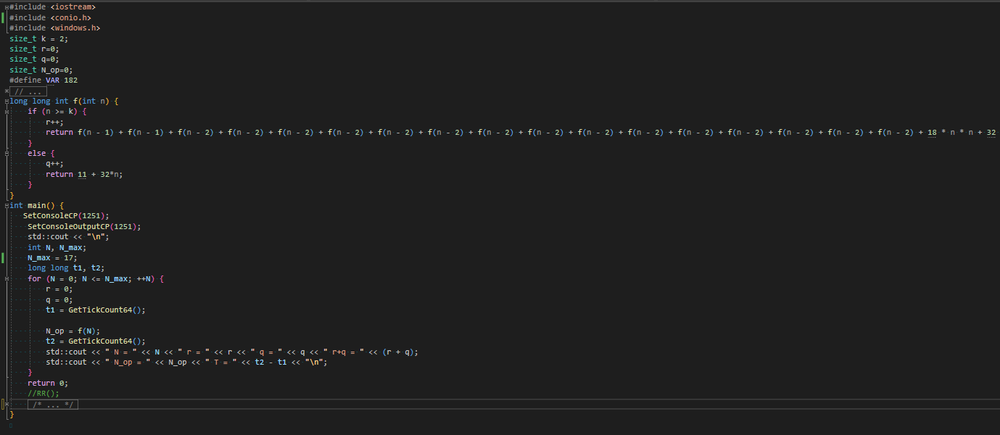 #include <iostream>
#include <conio.h>
#include <windows.h>
size_t k = 2;
size_t r=0;
size_t q=0;
size_t N_op=0;
#define VAR 182
// ...
long long int f(int n) {
if (n >= k) {
r++;
return f(n - 1) + f(n - 1) + f(n - 2) + f(n - 2) + f(n - 2) + f(n - 2) + f(n - 2) + f(n - 2) + f(n - 2) + f(n - 2) + f(n - 2) + f(n - 2) + f(n - 2) + f(n - 2) + f(n - 2) + f(n - 2) + f(n - 2) + 18 * n * n + 32
}
else {
q++;
return 11 + 32*n;
}
}
int main() {
SetConsoleCP(1251);
SetConsoleOutputCP(1251);
std::cout << "\n";
int N, N_max;
N_max = 17;
long long t1, t2;
for (N = 0; N <= N_max; ++N) {
r = 0;
q = 0;
t1 = GetTickCount64();
N_op = f(N);
t2 = GetTickCount64();
std::cout << " N = " << N << " r = " << r << " q = " << q << " r+q = " << (r + q);
std::cout << " N_op = " << N_op << " T = " << t2 - t1 << "\n";
}
return 0;
//RR();
/* ... */
}